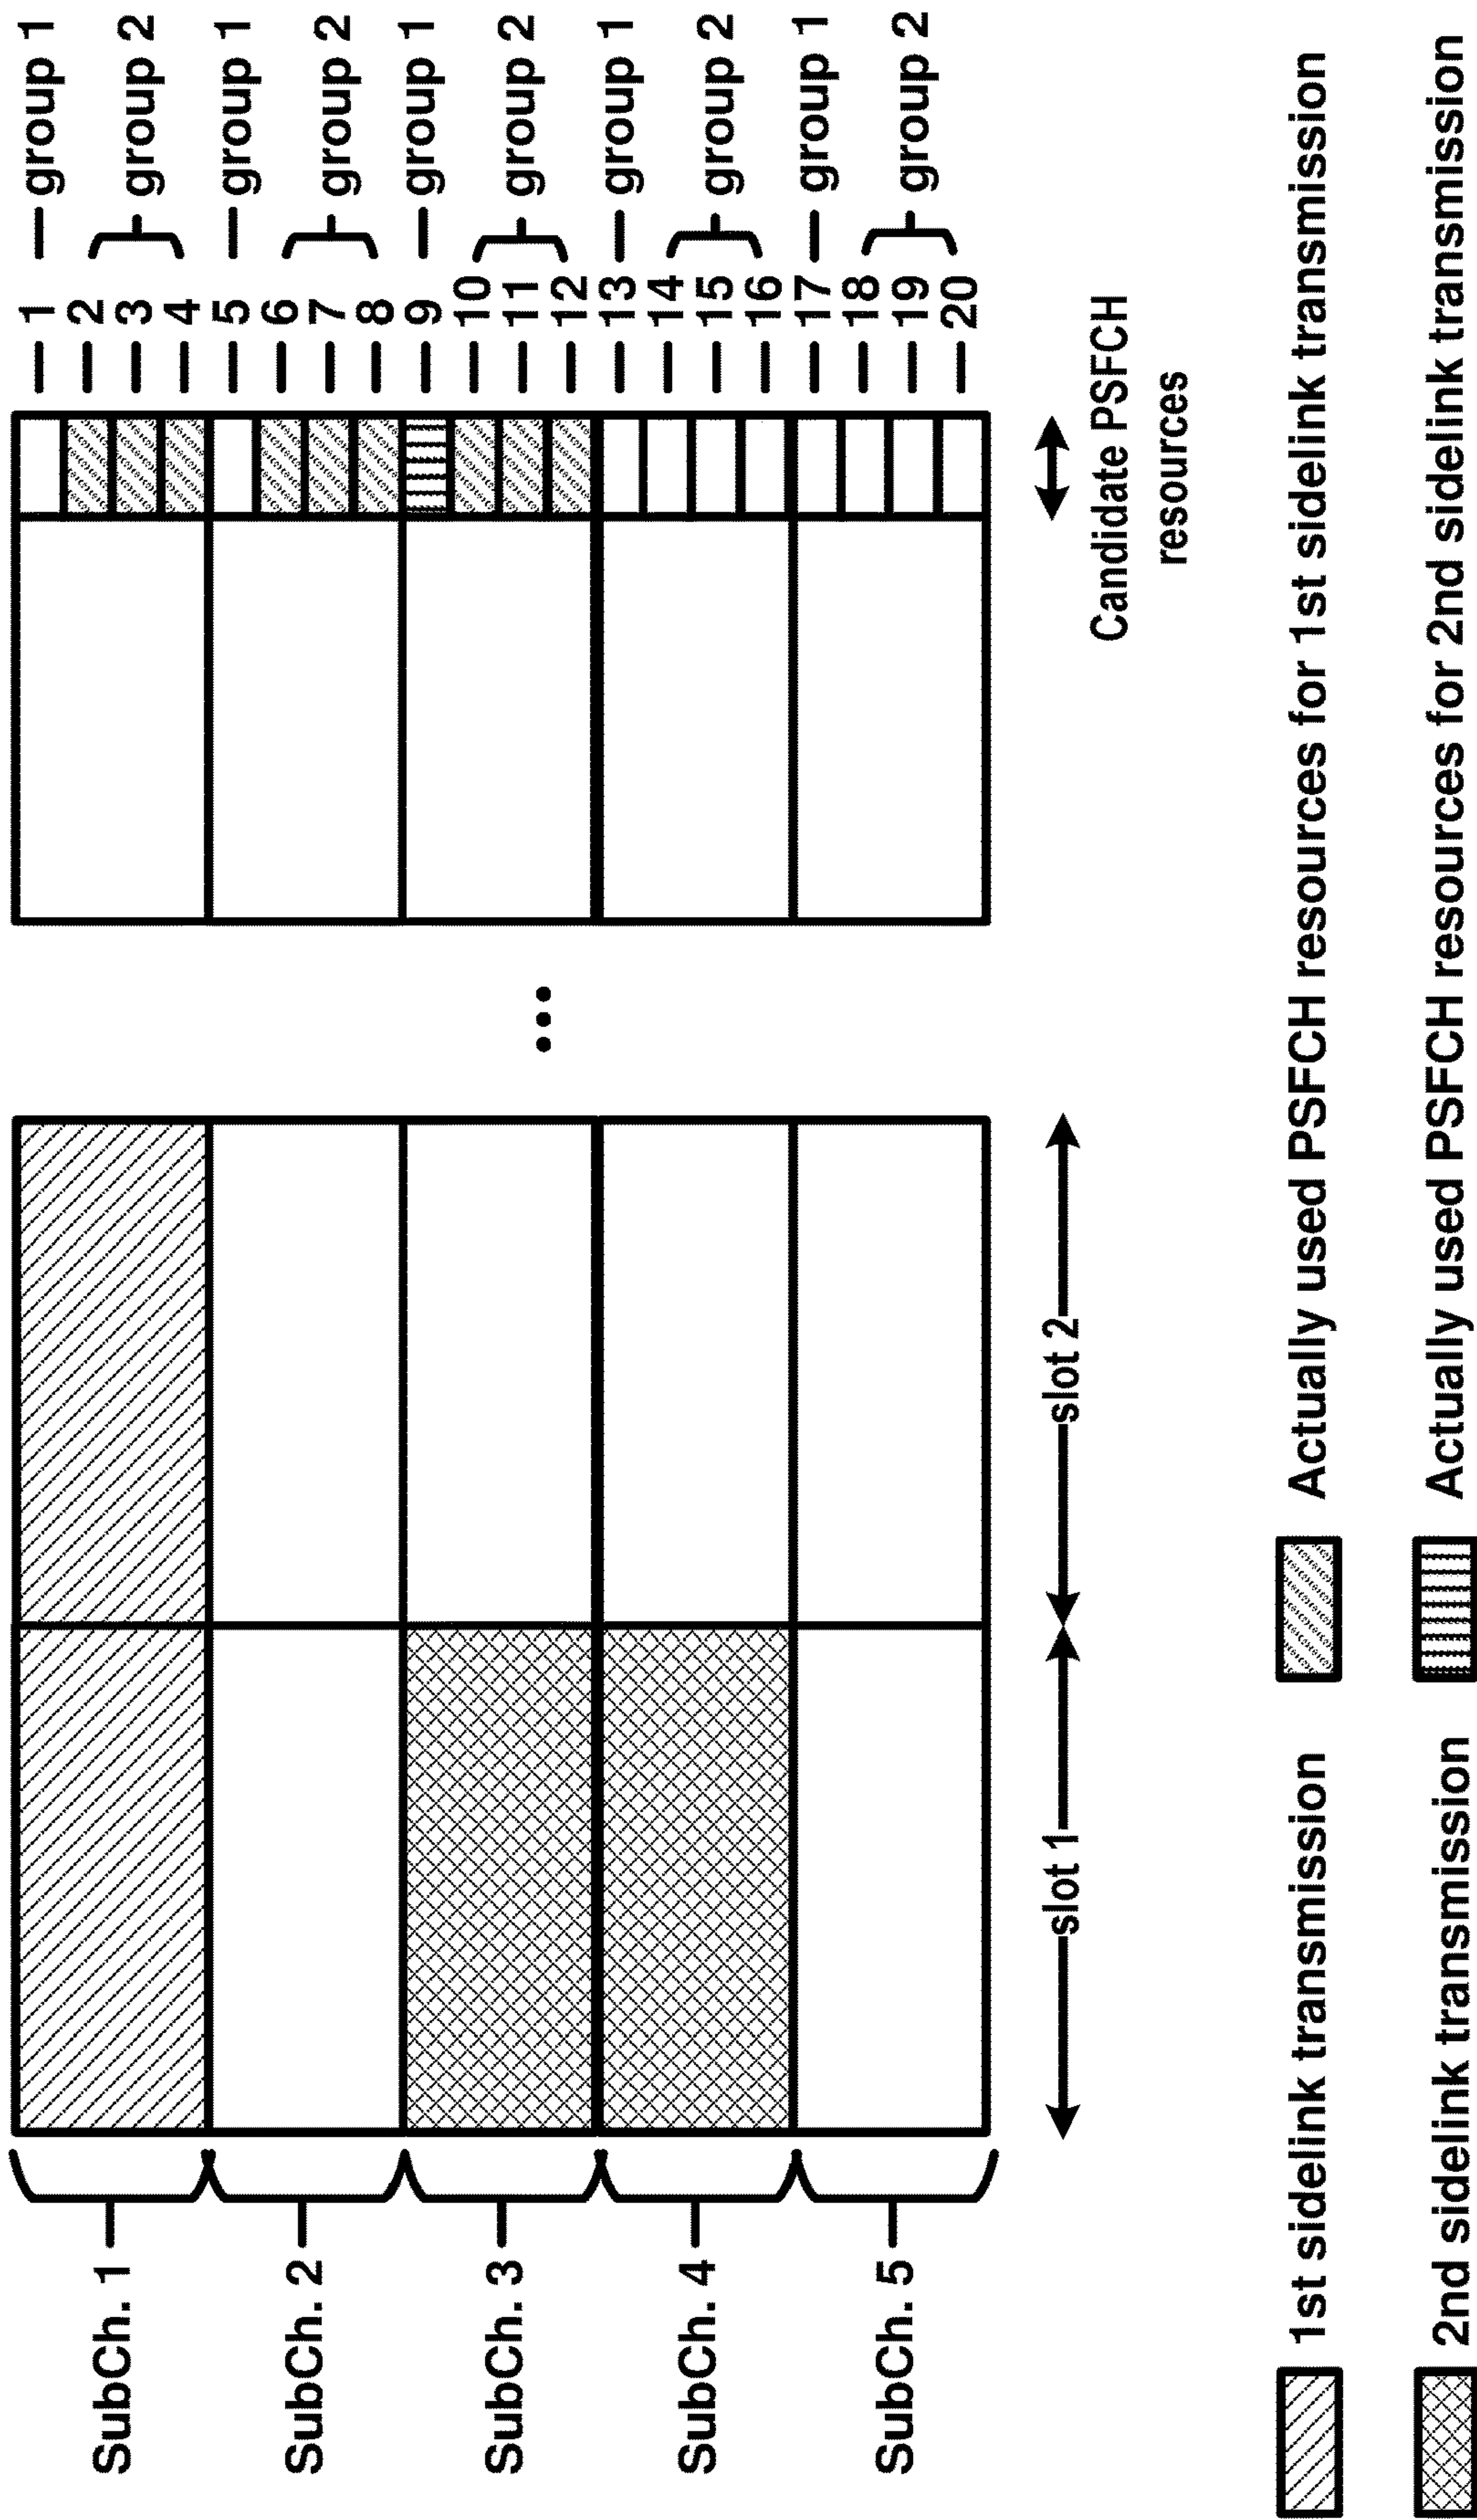 SubCh. 1
SubCh. 2
SubCh. 3
SubCh. 4
SubCh. 5
slot 1
slot 2
...
1
2
3
4
5
6
7
8
9
10
11
12
13
14
15
16
17
18
19
20
group 1
group 2
group 1
group 2
group 1
group 2
group 1
group 2
group 1
group 2
Candidate PSFCH
resources
1st sidelink transmission
Actually used PSFCH resources for 1st sidelink transmission
2nd sidelink transmission
Actually used PSFCH resources for 2nd sidelink transmission